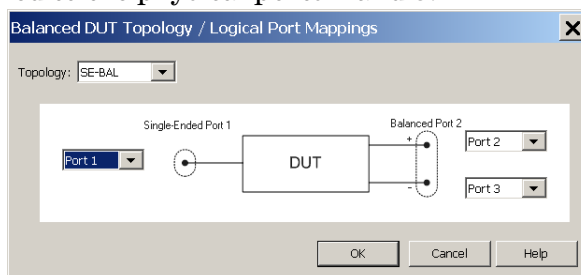 Balanced DUT Topology / Logical Port Mappings
Topology: SE-BAL
Single-Ended Port 1
Balanced Port 2
Port 1
DUT
+
-
Port 2
Port 3
OK
Cancel
Help